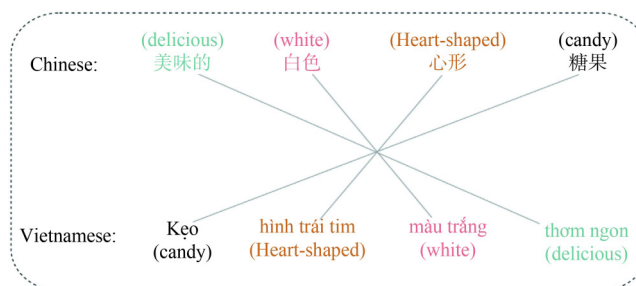 (delicious) (white) (Heart-shaped) (candy)
Chinese: 美味的 白色 心形 糖果
Vietnamese: Kẹo hình trái tim màu trắng thơm ngon
(candy) (Heart-shaped) (white) (delicious)